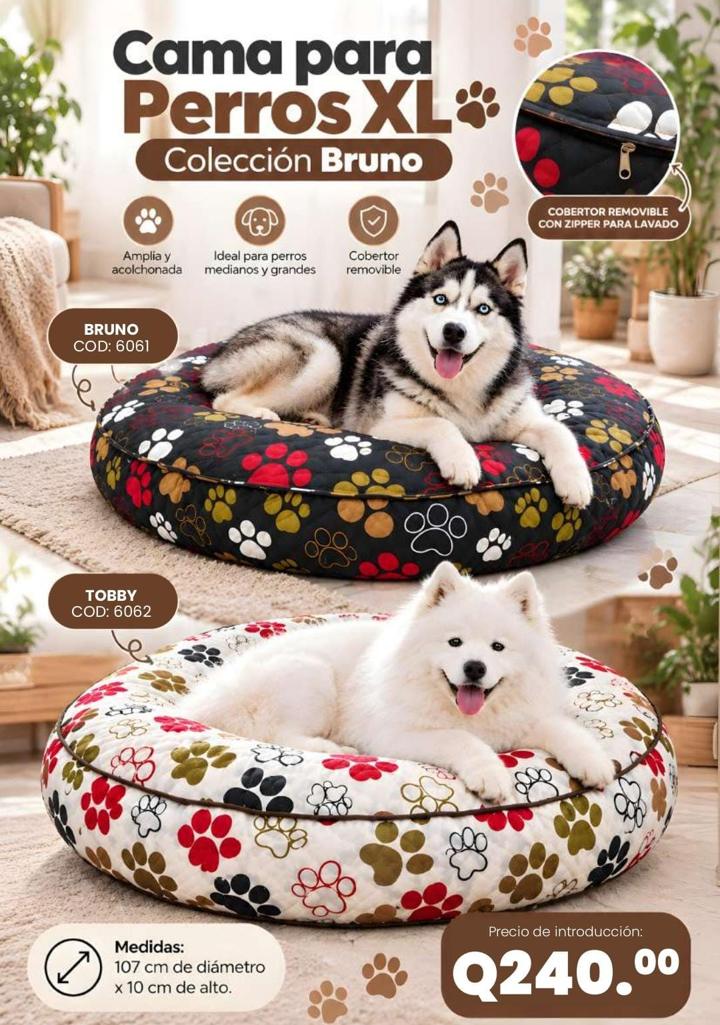 Cama para
Perros XL
Colección Bruno
Amplia y
acolchonada
Ideal para perros
medianos y grandes
Cobertor
removible
COBERTOR REMOVIBLE
CON ZIPPER PARA LAVADO
BRUNO
COD: 6061
TOBBY
COD: 6062
Medidas:
107 cm de diámetro
x 10 cm de alto.
Precio de introducción:
Q240.00